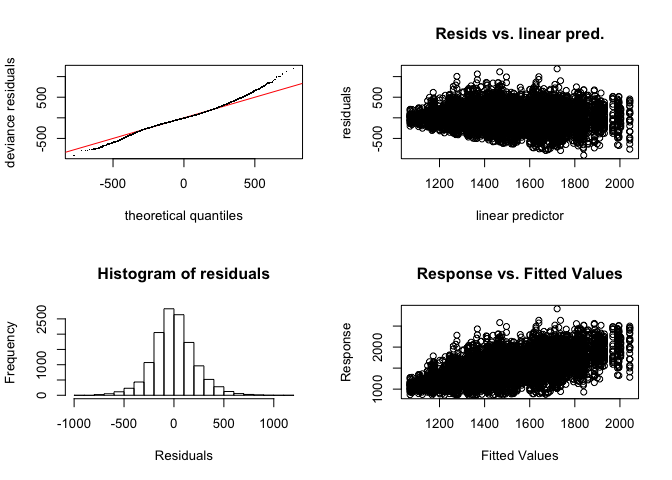 deviance residuals
-500 500
-500 0 500
theoretical quantiles
Resids vs. linear pred.
residuals
-500 500
1200 1400 1600 1800 2000
linear predictor
Histogram of residuals
Frequency
0 1000 2500
-1000 -500 0 500 1000
Residuals
Response vs. Fitted Values
Response
1000 2000
1200 1400 1600 1800 2000
Fitted Values